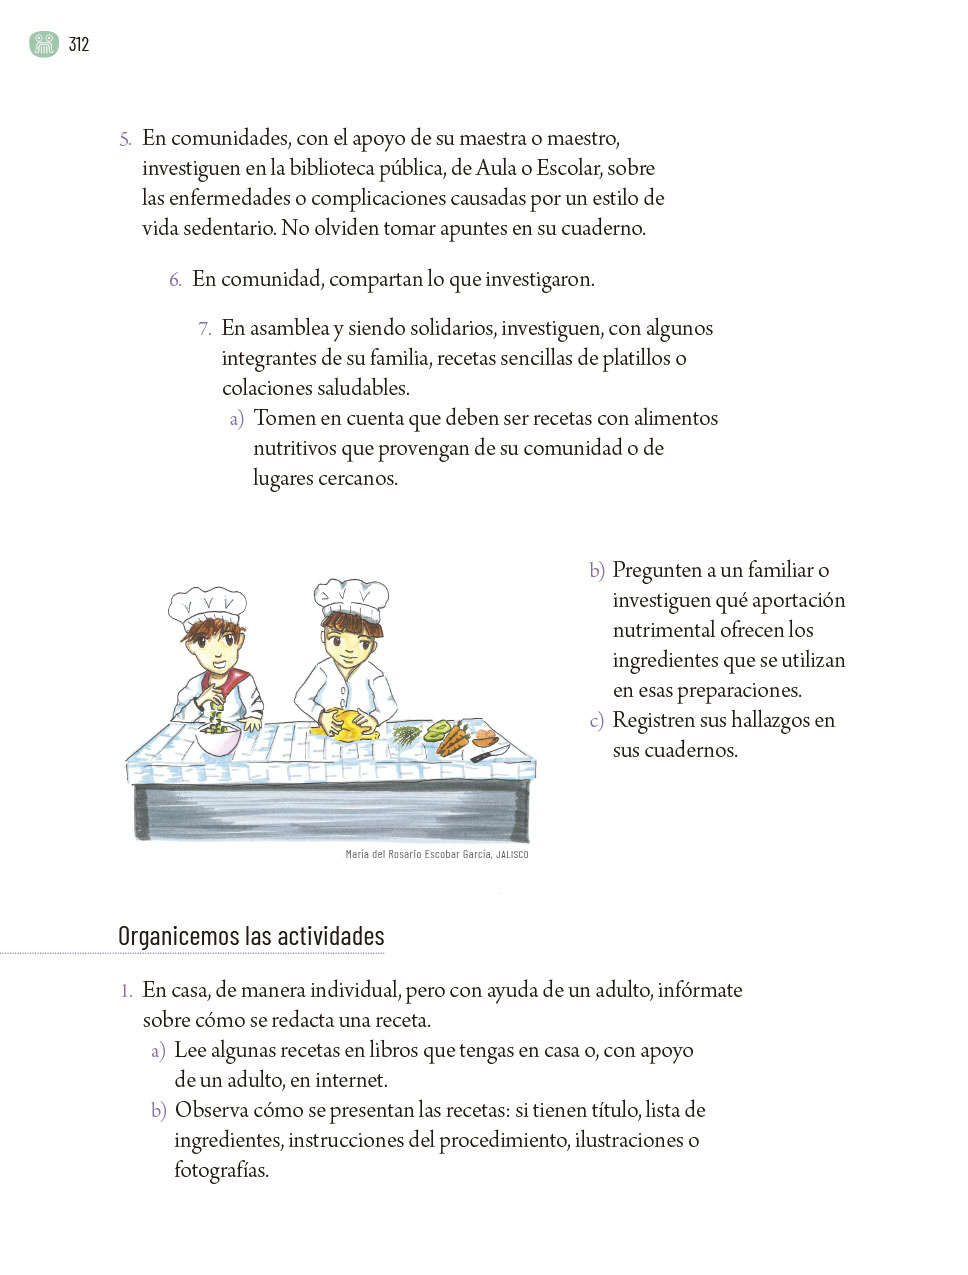 312
5. En comunidades, con el apoyo de su maestra o maestro,
investiguen en la biblioteca pública, de Aula o Escolar, sobre
las enfermedades o complicaciones causadas por un estilo de
vida sedentario. No olviden tomar apuntes en su cuaderno.
6. En comunidad, compartan lo que investigaron.
7. En asamblea y siendo solidarios, investiguen, con algunos
integrantes de su familia, recetas sencillas de platillos o
colaciones saludables.
a) Tomen en cuenta que deben ser recetas con alimentos
nutritivos que provengan de su comunidad o de
lugares cercanos.
b) Pregunten a un familiar o
investiguen qué aportación
nutrimental ofrecen los
ingredientes que se utilizan
en esas preparaciones.
c) Registren sus hallazgos en
sus cuadernos.
María del Rosario Escobar García, JALISCO
Organicemos las actividades
1. En casa, de manera individual, pero con ayuda de un adulto, infórmate
sobre cómo se redacta una receta.
a) Lee algunas recetas en libros que tengas en casa o, con apoyo
de un adulto, en internet.
b) Observa cómo se presentan las recetas: si tienen título, lista de
ingredientes, instrucciones del procedimiento, ilustraciones o
fotografías.